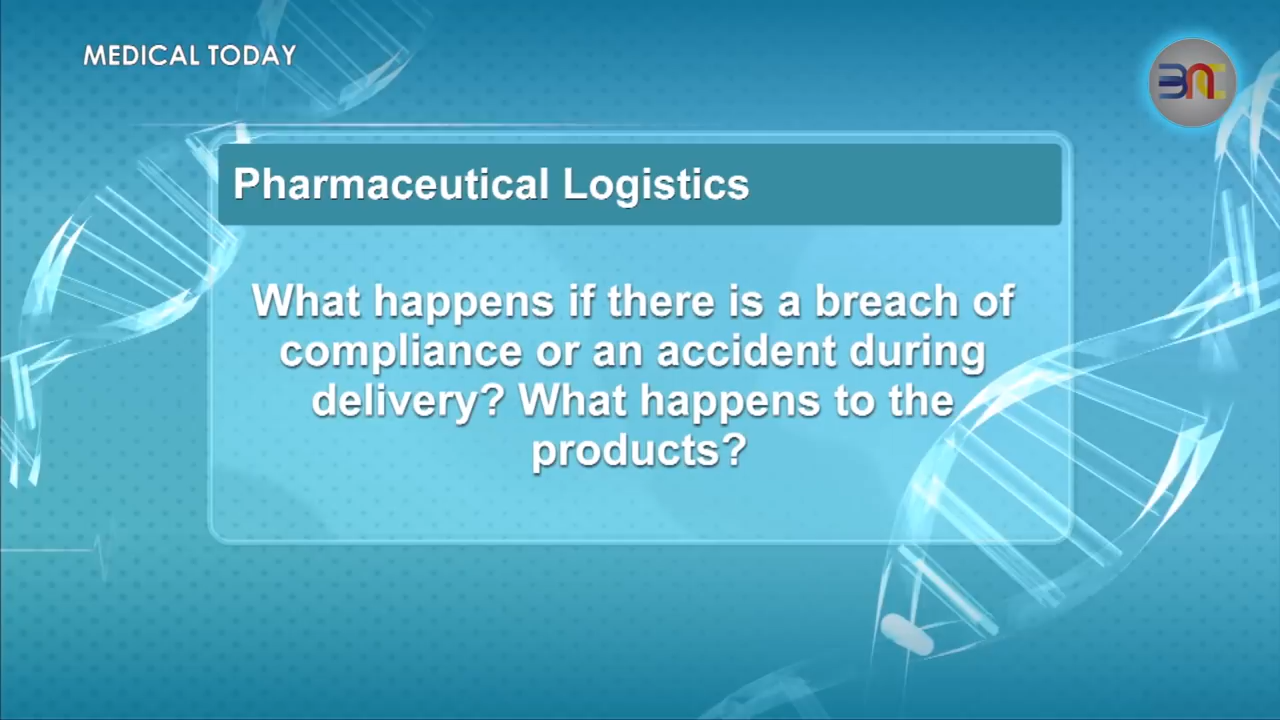 MEDICAL TODAY
BNC
Pharmaceutical Logistics
What happens if there is a breach of
compliance or an accident during
delivery? What happens to the
products?